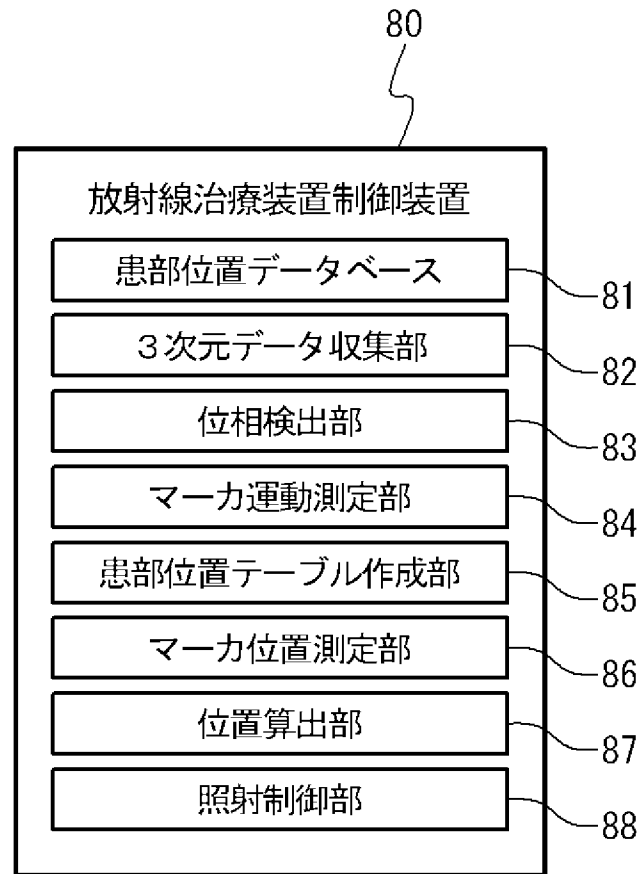 80
放射線治療装置制御装置
患部位置データベース
81
３次元データ収集部
82
位相検出部
83
マーカ運動測定部
84
患部位置テーブル作成部
85
マーカ位置測定部
86
位置算出部
87
照射制御部
88